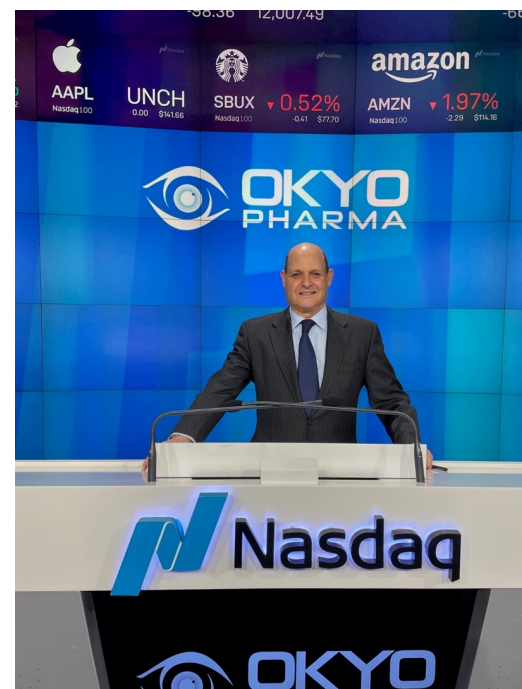 -98.36 12,007.49
AAPL
Nasdaq100
UNCH
0.00 $141.66
SBUX
Nasdaq100
▼ 0.52%
-0.41 $77.70
amazon
AMZN
Nasdaq100
▼ 1.97%
-2.29 $114.16
OKYO
PHARMA
Nasdaq
OKYO